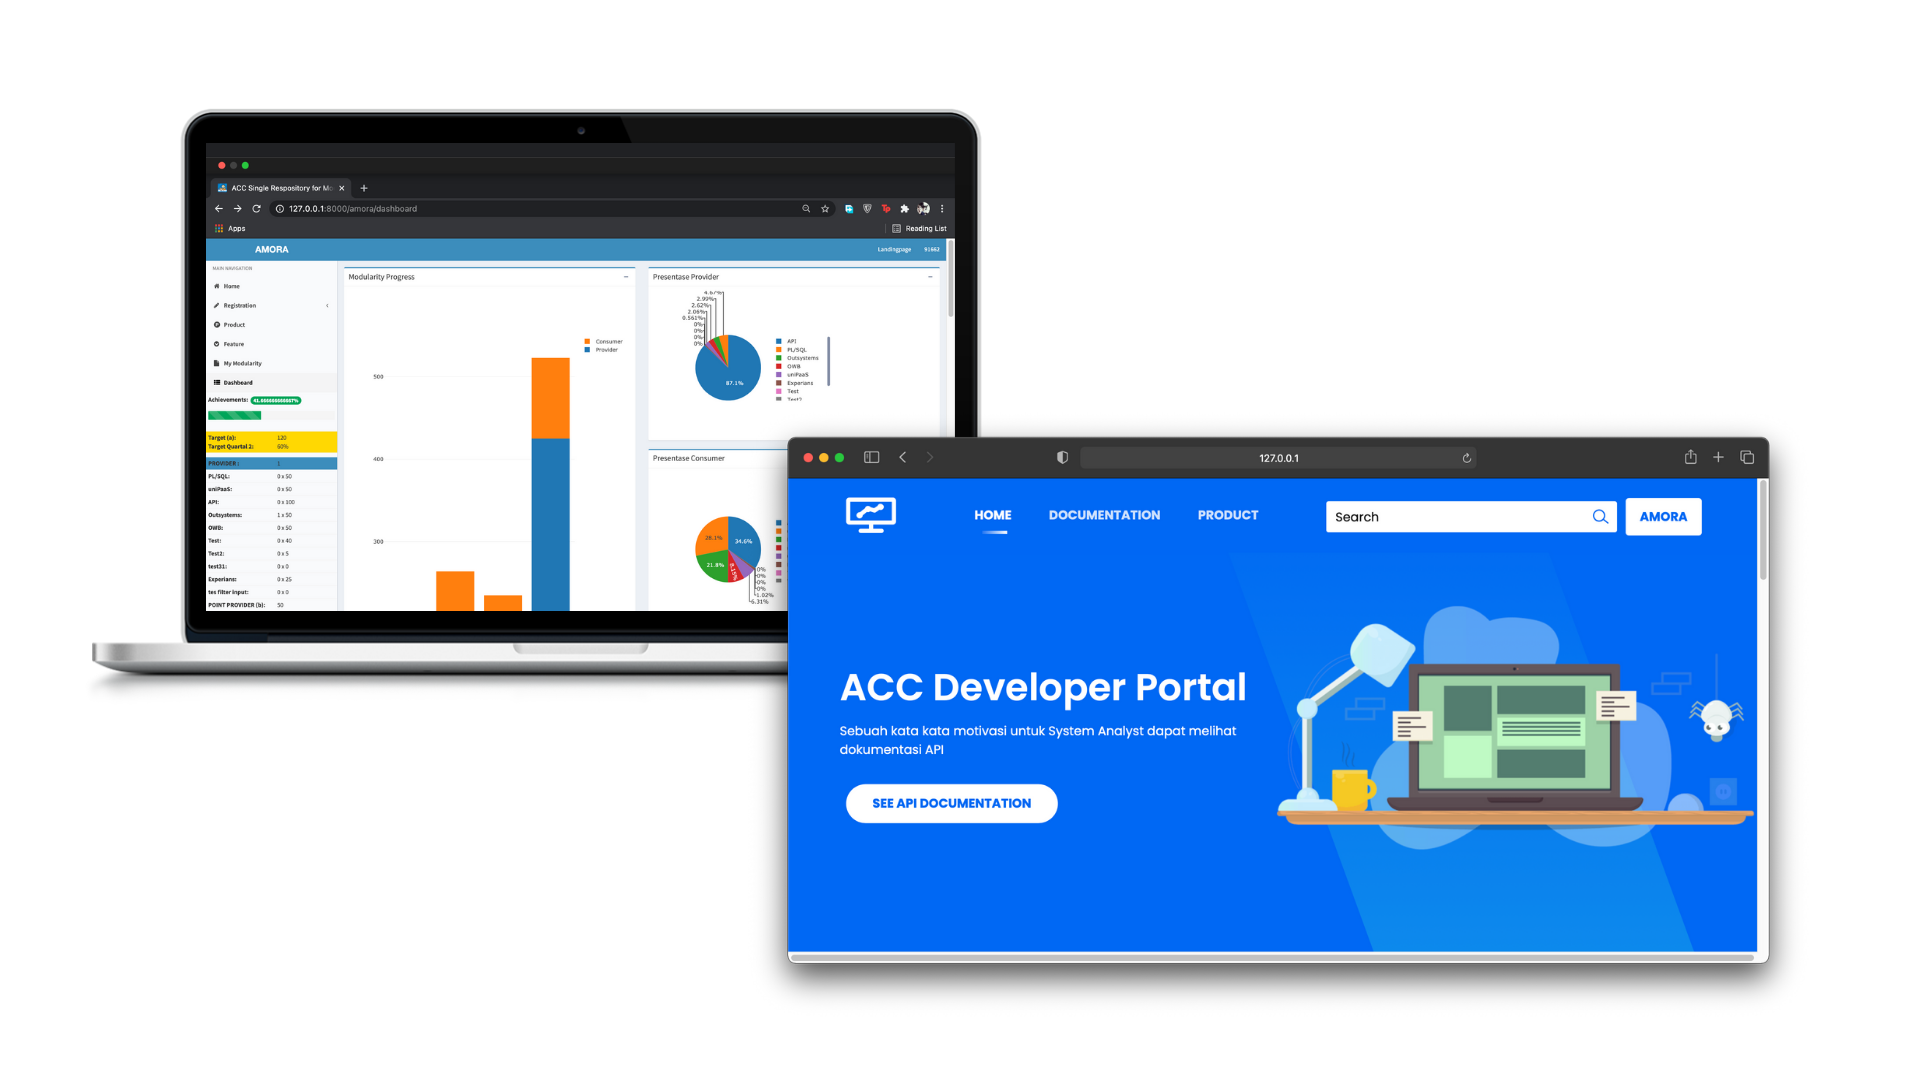 ACC Single Respository for Mo
127.0.0.1:8000/amora/dashboard
Apps
Reading List
AMORA
Landingpage
91662
MAIN NAVIGATION
Home
Registration
Product
Feature
My Modularity
Dashboard
Achievements:
Target (a): 120
Target Quartal 2: 60%
PROVIDER : 1
PL/SQL: 0 x 50
uniPaaS: 0 x 50
API: 0 x 100
Outsystems: 1 x 50
OWB: 0 x 50
Test: 0 x 40
Test2: 0 x 5
test31: 0 x 0
Experians: 0 x 25
tes filter input: 0 x 0
POINT PROVIDER (b): 50
Modularity Progress
Consumer
Provider
500
400
300
Presentase Provider
4.67%
2.99%
2.62%
2.06%
0.561%
0%
0%
0%
0%
87.1%
API
PL/SQL
Outsystems
OWB
uniPaaS
Experians
Test
Test2
Presentase Consumer
28.1%
34.6%
21.8%
8.15%
0%
0%
0%
0%
1.02%
6.31%
127.0.0.1
HOME
DOCUMENTATION
PRODUCT
Search
AMORA
ACC Developer Portal
Sebuah kata kata motivasi untuk System Analyst dapat melihat
dokumentasi API
SEE API DOCUMENTATION